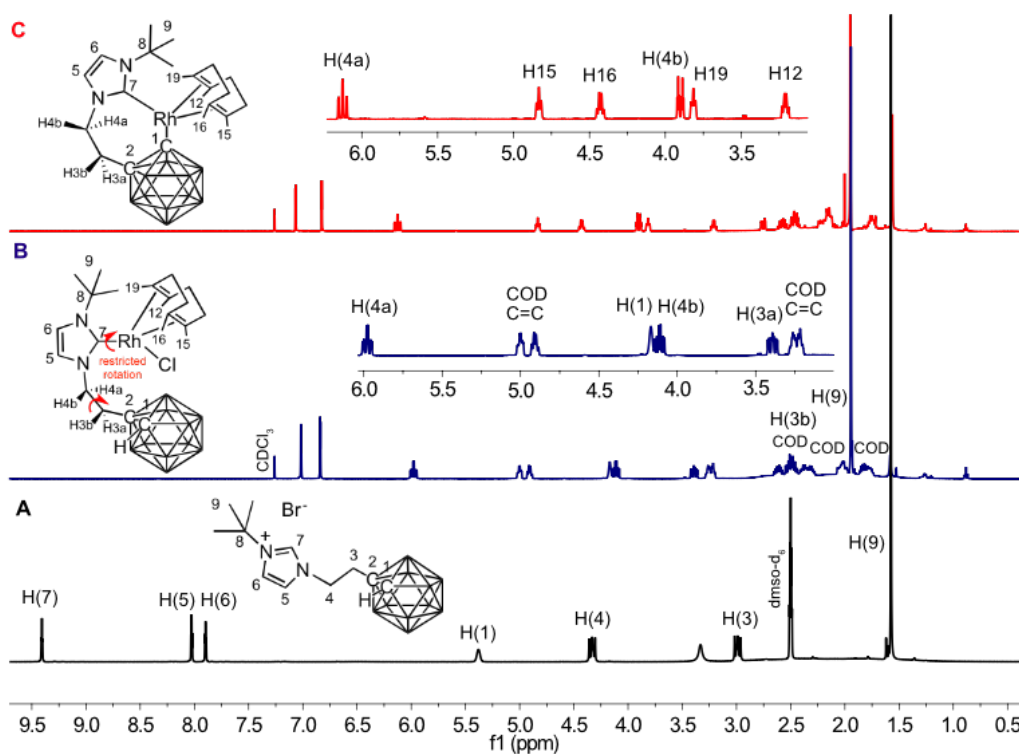 C
9
8
6
5
N
N
7
19
12
Rh
16
15
1
H4b
H4a
2
C
C
H3b
H3a
H(4a)
H15
H16
H(4b)
H19
H12
6.0
5.5
5.0
4.5
4.0
3.5
B
9
8
19
N
6
7
12
Rh
16
15
5
N
Cl
restricted
rotation
H4a
H4b
2
1
C
C
H3b
H3a
H
H(4a)
COD
C=C
H(1)
H(4b)
H(3a)
COD
C=C
6.0
5.5
5.0
4.5
4.0
3.5
H(9)
H(3b)
COD
COD
COD
CDCl3
A
9
8
Br-
N
+
7
3
2
C
1
C
N
6
5
4
H
H(7)
H(5)
H(6)
H(1)
H(4)
H(3)
dmso-d6
H(9)
9.5 9.0 8.5 8.0 7.5 7.0 6.5 6.0 5.5 5.0 4.5 4.0 3.5 3.0 2.5 2.0 1.5 1.0 0.5
f1 (ppm)